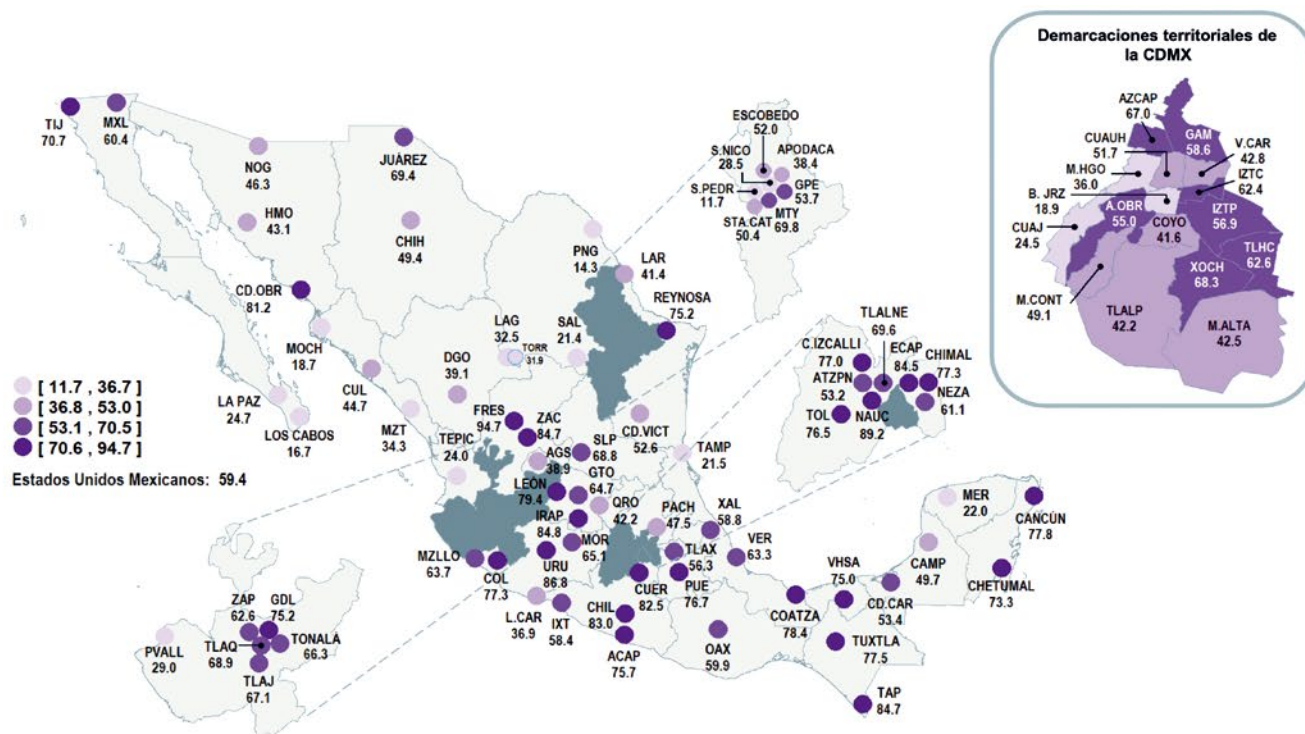 Demarcaciones territoriales de
la CDMX
AZCAP
67.0
GAM
58.6
CUAUH
51.7
V.CAR
42.8
M.HGO
36.0
IZTC
62.4
B. JRZ
18.9
A.OBR
55.0
IZTP
56.9
CUAJ
24.5
COYO
41.6
TLHC
62.6
XOCH
68.3
M.CONT
49.1
TLALP
42.2
M.ALTA
42.5
TIJ
70.7
MXL
60.4
NOG
46.3
JUÁREZ
69.4
HMO
43.1
CHIH
49.4
CD.OBR
81.2
MOCH
18.7
LA PAZ
24.7
LOS CABOS
16.7
CUL
44.7
MZT
34.3
DGO
39.1
LAG
32.5
TORR
31.9
SAL
21.4
PNG
14.3
LAR
41.4
REYNOSA
75.2
ESCOBEDO
52.0
S.NICO
28.5
APODACA
38.4
S.PEDR
11.7
GPE
53.7
STA.CAT
50.4
MTY
69.8
[ 11.7 , 36.7 ]
[ 36.8 , 53.0 ]
[ 53.1 , 70.5 ]
[ 70.6 , 94.7 ]
Estados Unidos Mexicanos: 59.4
TEPIC
24.0
FRES
94.7
ZAC
84.7
AGS
38.9
SLP
68.8
CD.VICT
52.6
TAMP
21.5
LEÓN
79.4
GTO
64.7
IRAP
84.8
QRO
42.2
PACH
47.5
XAL
58.8
MOR
65.1
URU
86.8
MZLLO
63.7
COL
77.3
L.CAR
36.9
IXT
58.4
CHIL
83.0
ACAP
75.7
CUER
82.5
TLAX
56.3
PUE
76.7
VER
63.3
OAX
59.9
COATZA
78.4
VHSA
75.0
CD.CAR
53.4
TUXTLA
77.5
TAP
84.7
CAMP
49.7
MER
22.0
CANCÚN
77.8
CHETUMAL
73.3
TLALNE
69.6
C.IZCALLI
77.0
ECAP
84.5
CHIMAL
77.3
ATZPN
53.2
NEZA
61.1
TOL
76.5
NAUC
89.2
ZAP
62.6
GDL
75.2
PVALL
29.0
TLAQ
68.9
TONALA
66.3
TLAJ
67.1